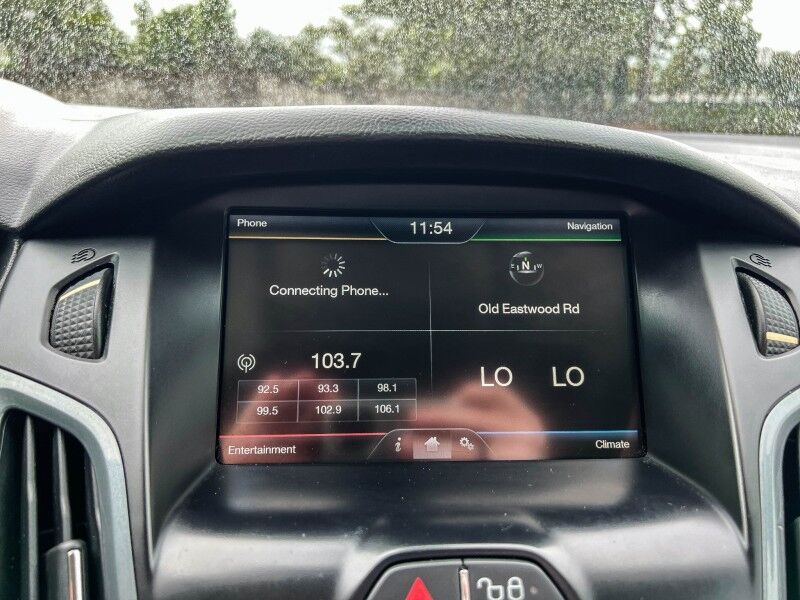 Phone
11:54
Navigation
Connecting Phone...
E N W
Old Eastwood Rd
103.7
92.5 93.3 98.1
99.5 102.9 106.1
LO LO
Entertainment
i
Climate